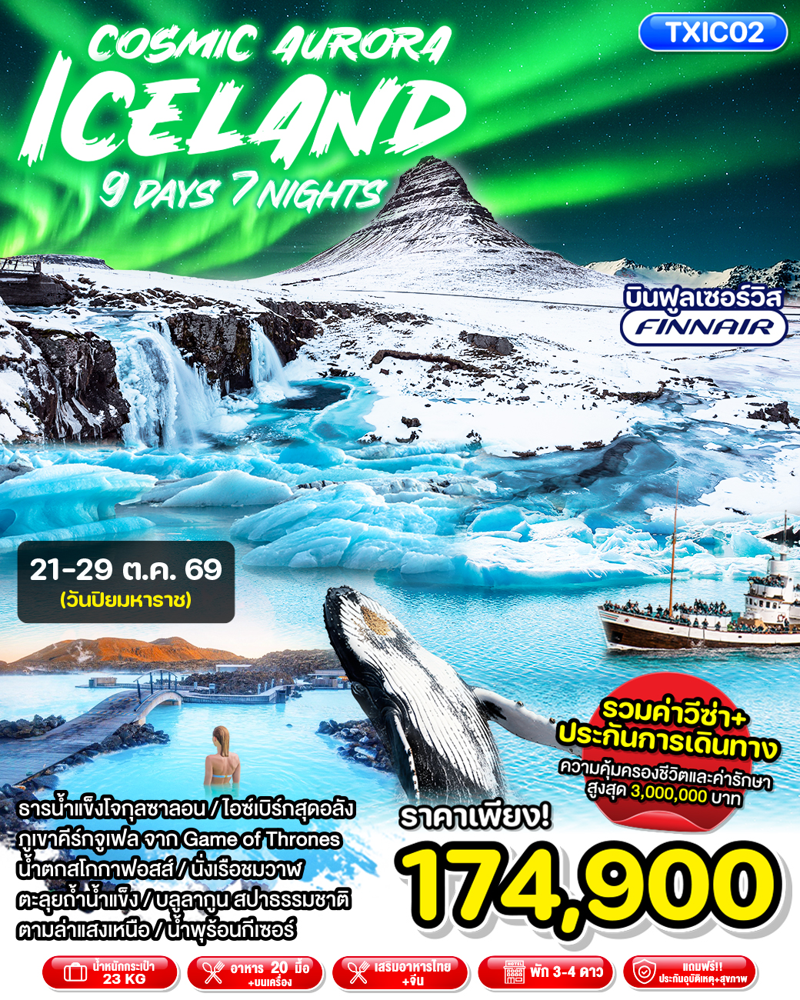 COSMIC AURORA
TXIC02
ICELAND
9 DAYS 7 NIGHTS
บินฟูลเซอร์วิส
FINNAIR
21-29 ต.ค. 69
(วันปิยมหาราช)
รวมค่าวีซ่า+
ประกันการเดินทาง
ความคุ้มครองชีวิตและค่ารักษา
สูงสุด 3,000,000 บาท
ธารน้ำแข็งโจกุลซาลอน / ไอซ์เบิร์กสุดอลัง
ภูเขาคีร์กจูเฟล จาก Game of Thrones
น้ำตกสโกกาฟอสส์ / นั่งเรือชมวาฬ
ตะลุยถ้ำน้ำแข็ง / บลูลากูน สปาธรรมชาติ
ตามล่าแสงเหนือ / น้ำพุร้อนกีเซอร์
ราคาเพียง!
174,900
น้ำหนักกระเป๋า
23 KG
อาหาร 20 มื้อ
+บนเครื่อง
เสริมอาหารไทย
+จีน
HOTEL
พัก 3-4 ดาว
แถมฟรี!!
ประกันอุบัติเหตุ+สุขภาพ